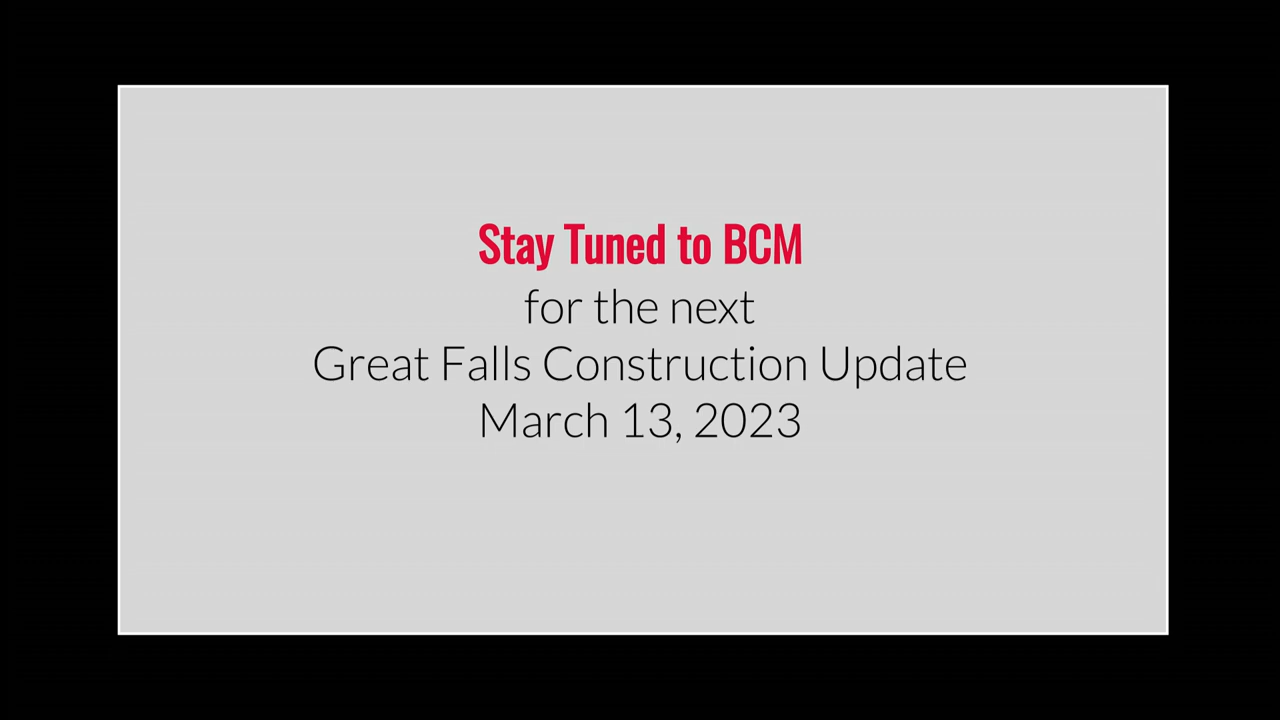 Stay Tuned to BCM
for the next
Great Falls Construction Update
March 13, 2023